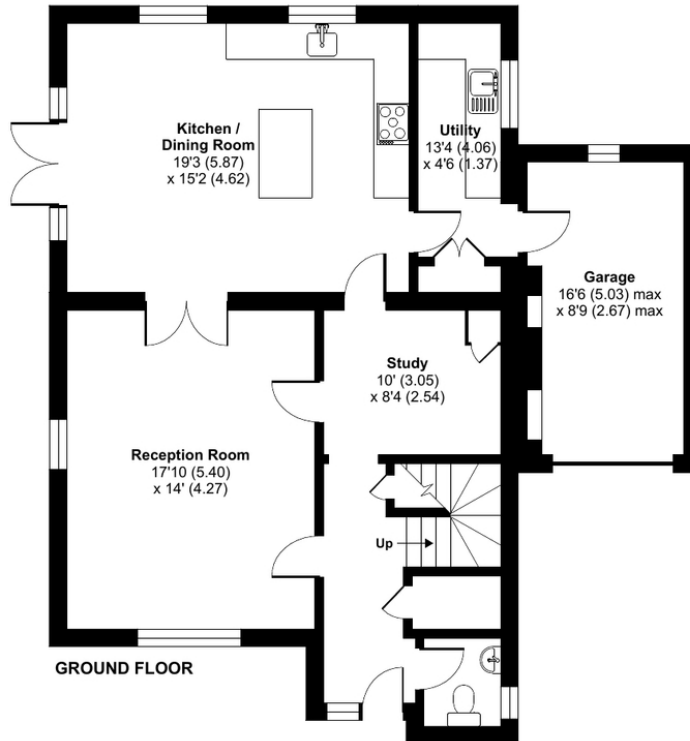 Kitchen /
Dining Room
19'3 (5.87)
x 15'2 (4.62)
Utility
13'4 (4.06)
x 4'6 (1.37)
Garage
16'6 (5.03) max
x 8'9 (2.67) max
Study
10' (3.05)
x 8'4 (2.54)
Reception Room
17'10 (5.40)
x 14' (4.27)
Up
GROUND FLOOR